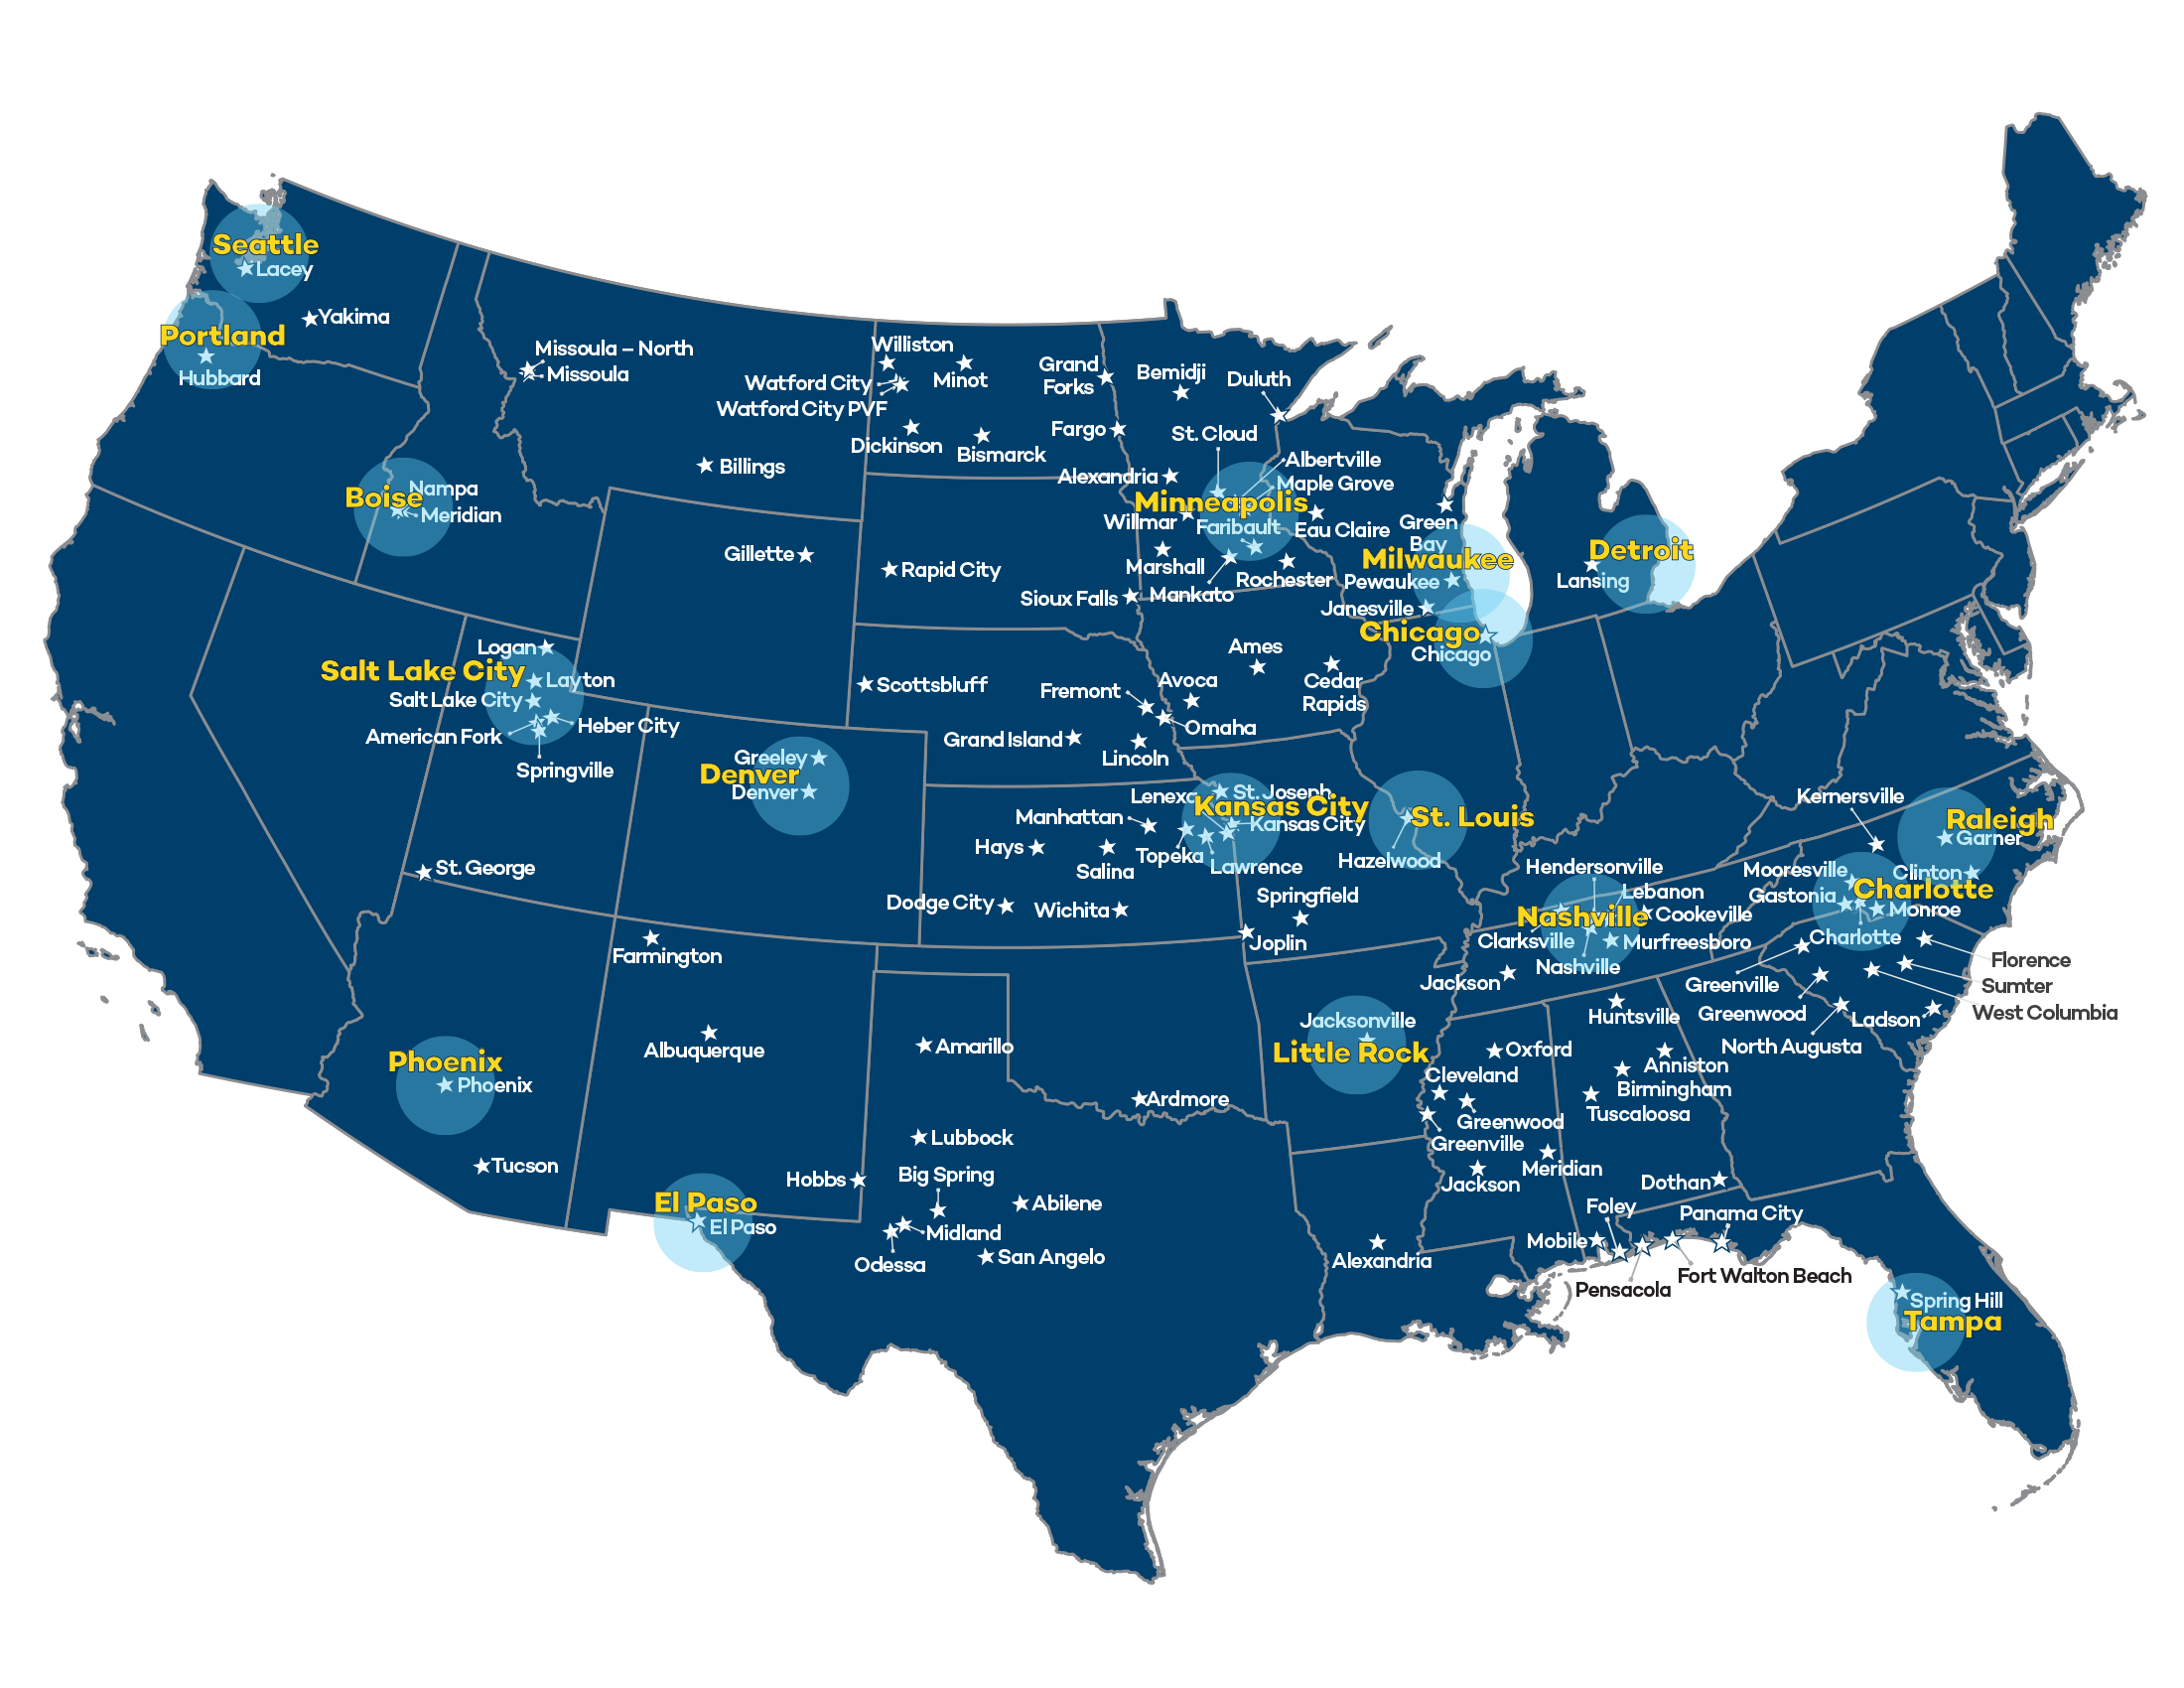 Seattle
Lacey
Yakima
Portland
Hubbard
Missoula – North
Missoula
Williston
Minot
Watford City
Watford City PVF
Dickinson
Bismarck
Grand
Forks
Fargo
Bemidji
Duluth
St. Cloud
Alexandria
Albertville
Maple Grove
Minneapolis
Willmar
Faribault
Eau Claire
Marshall
Rochester
Mankato
Green
Bay
Milwaukee
Pewaukee
Janesville
Chicago
Chicago
Detroit
Lansing
Billings
Boise
Nampa
Meridian
Gillette
Rapid City
Sioux Falls
Logan
Salt Lake City
Layton
Salt Lake City
American Fork
Heber City
Springville
St. George
Scottsbluff
Fremont
Avoca
Ames
Cedar
Rapids
Omaha
Grand Island
Lincoln
Greeley
Denver
Denver
Lenexa
St. Joseph
Kansas City
Kansas City
Manhattan
Hays
Salina
Topeka
Lawrence
Dodge City
Wichita
St. Louis
Hazelwood
Springfield
Joplin
Kernersville
Raleigh
Garner
Mooresville
Clinton
Charlotte
Gastonia
Monroe
Charlotte
Hendersonville
Lebanon
Nashville
Cookeville
Clarksville
Murfreesboro
Nashville
Jackson
Florence
Sumter
West Columbia
Greenville
Greenwood
Ladson
North Augusta
Farmington
Albuquerque
Phoenix
Phoenix
Tucson
El Paso
El Paso
Hobbs
Amarillo
Lubbock
Big Spring
Midland
Odessa
Abilene
San Angelo
Ardmore
Jacksonville
Little Rock
Huntsville
Oxford
Cleveland
Anniston
Birmingham
Tuscaloosa
Greenwood
Greenville
Meridian
Jackson
Dothan
Foley
Panama City
Mobile
Alexandria
Fort Walton Beach
Pensacola
Spring Hill
Tampa